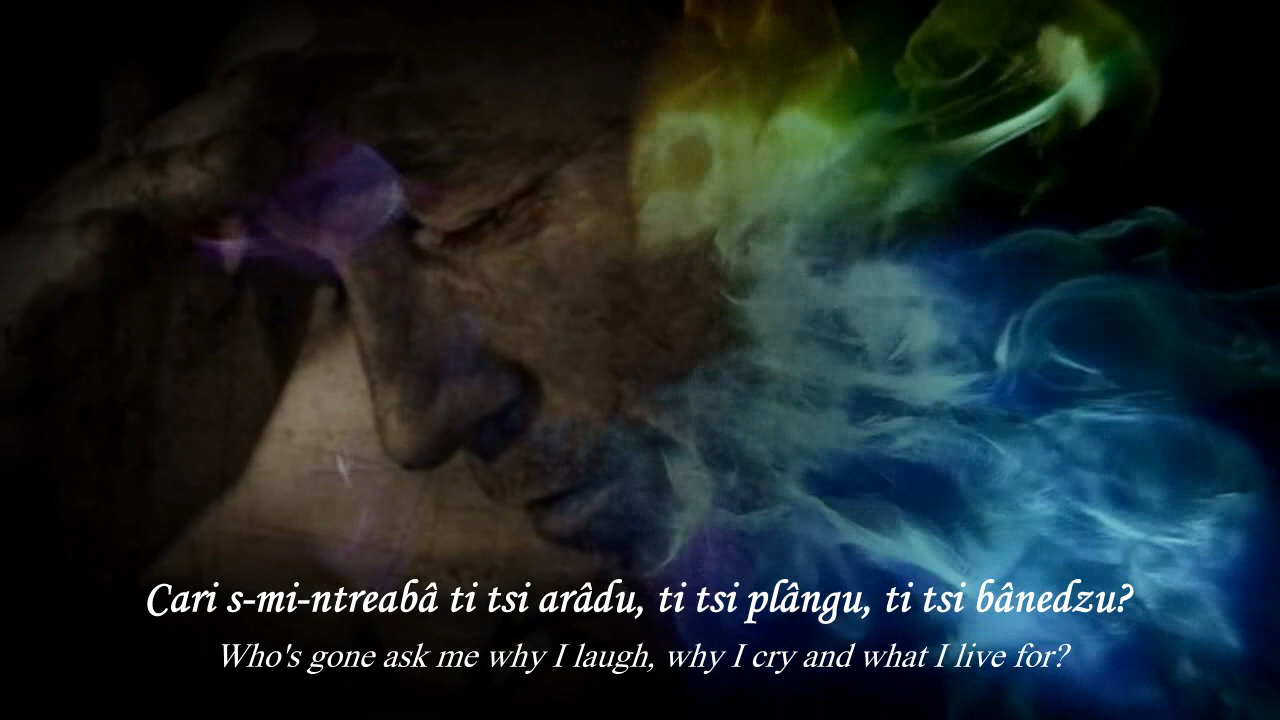 Cari s-mi-ntreabâ ti tsi arâdu, ti tsi plângu, ti tsi bânedzu?
Who's gone ask me why I laugh, why I cry and what I live for?